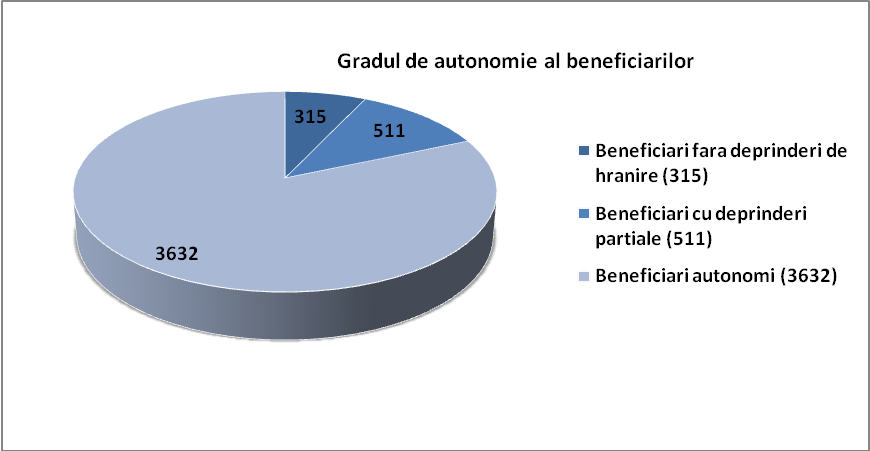 Gradul de autonomie al beneficiarilor
315
511
3632
Beneficiari fara deprinderi de
hranire (315)
Beneficiari cu deprinderi
partiale (511)
Beneficiari autonomi (3632)